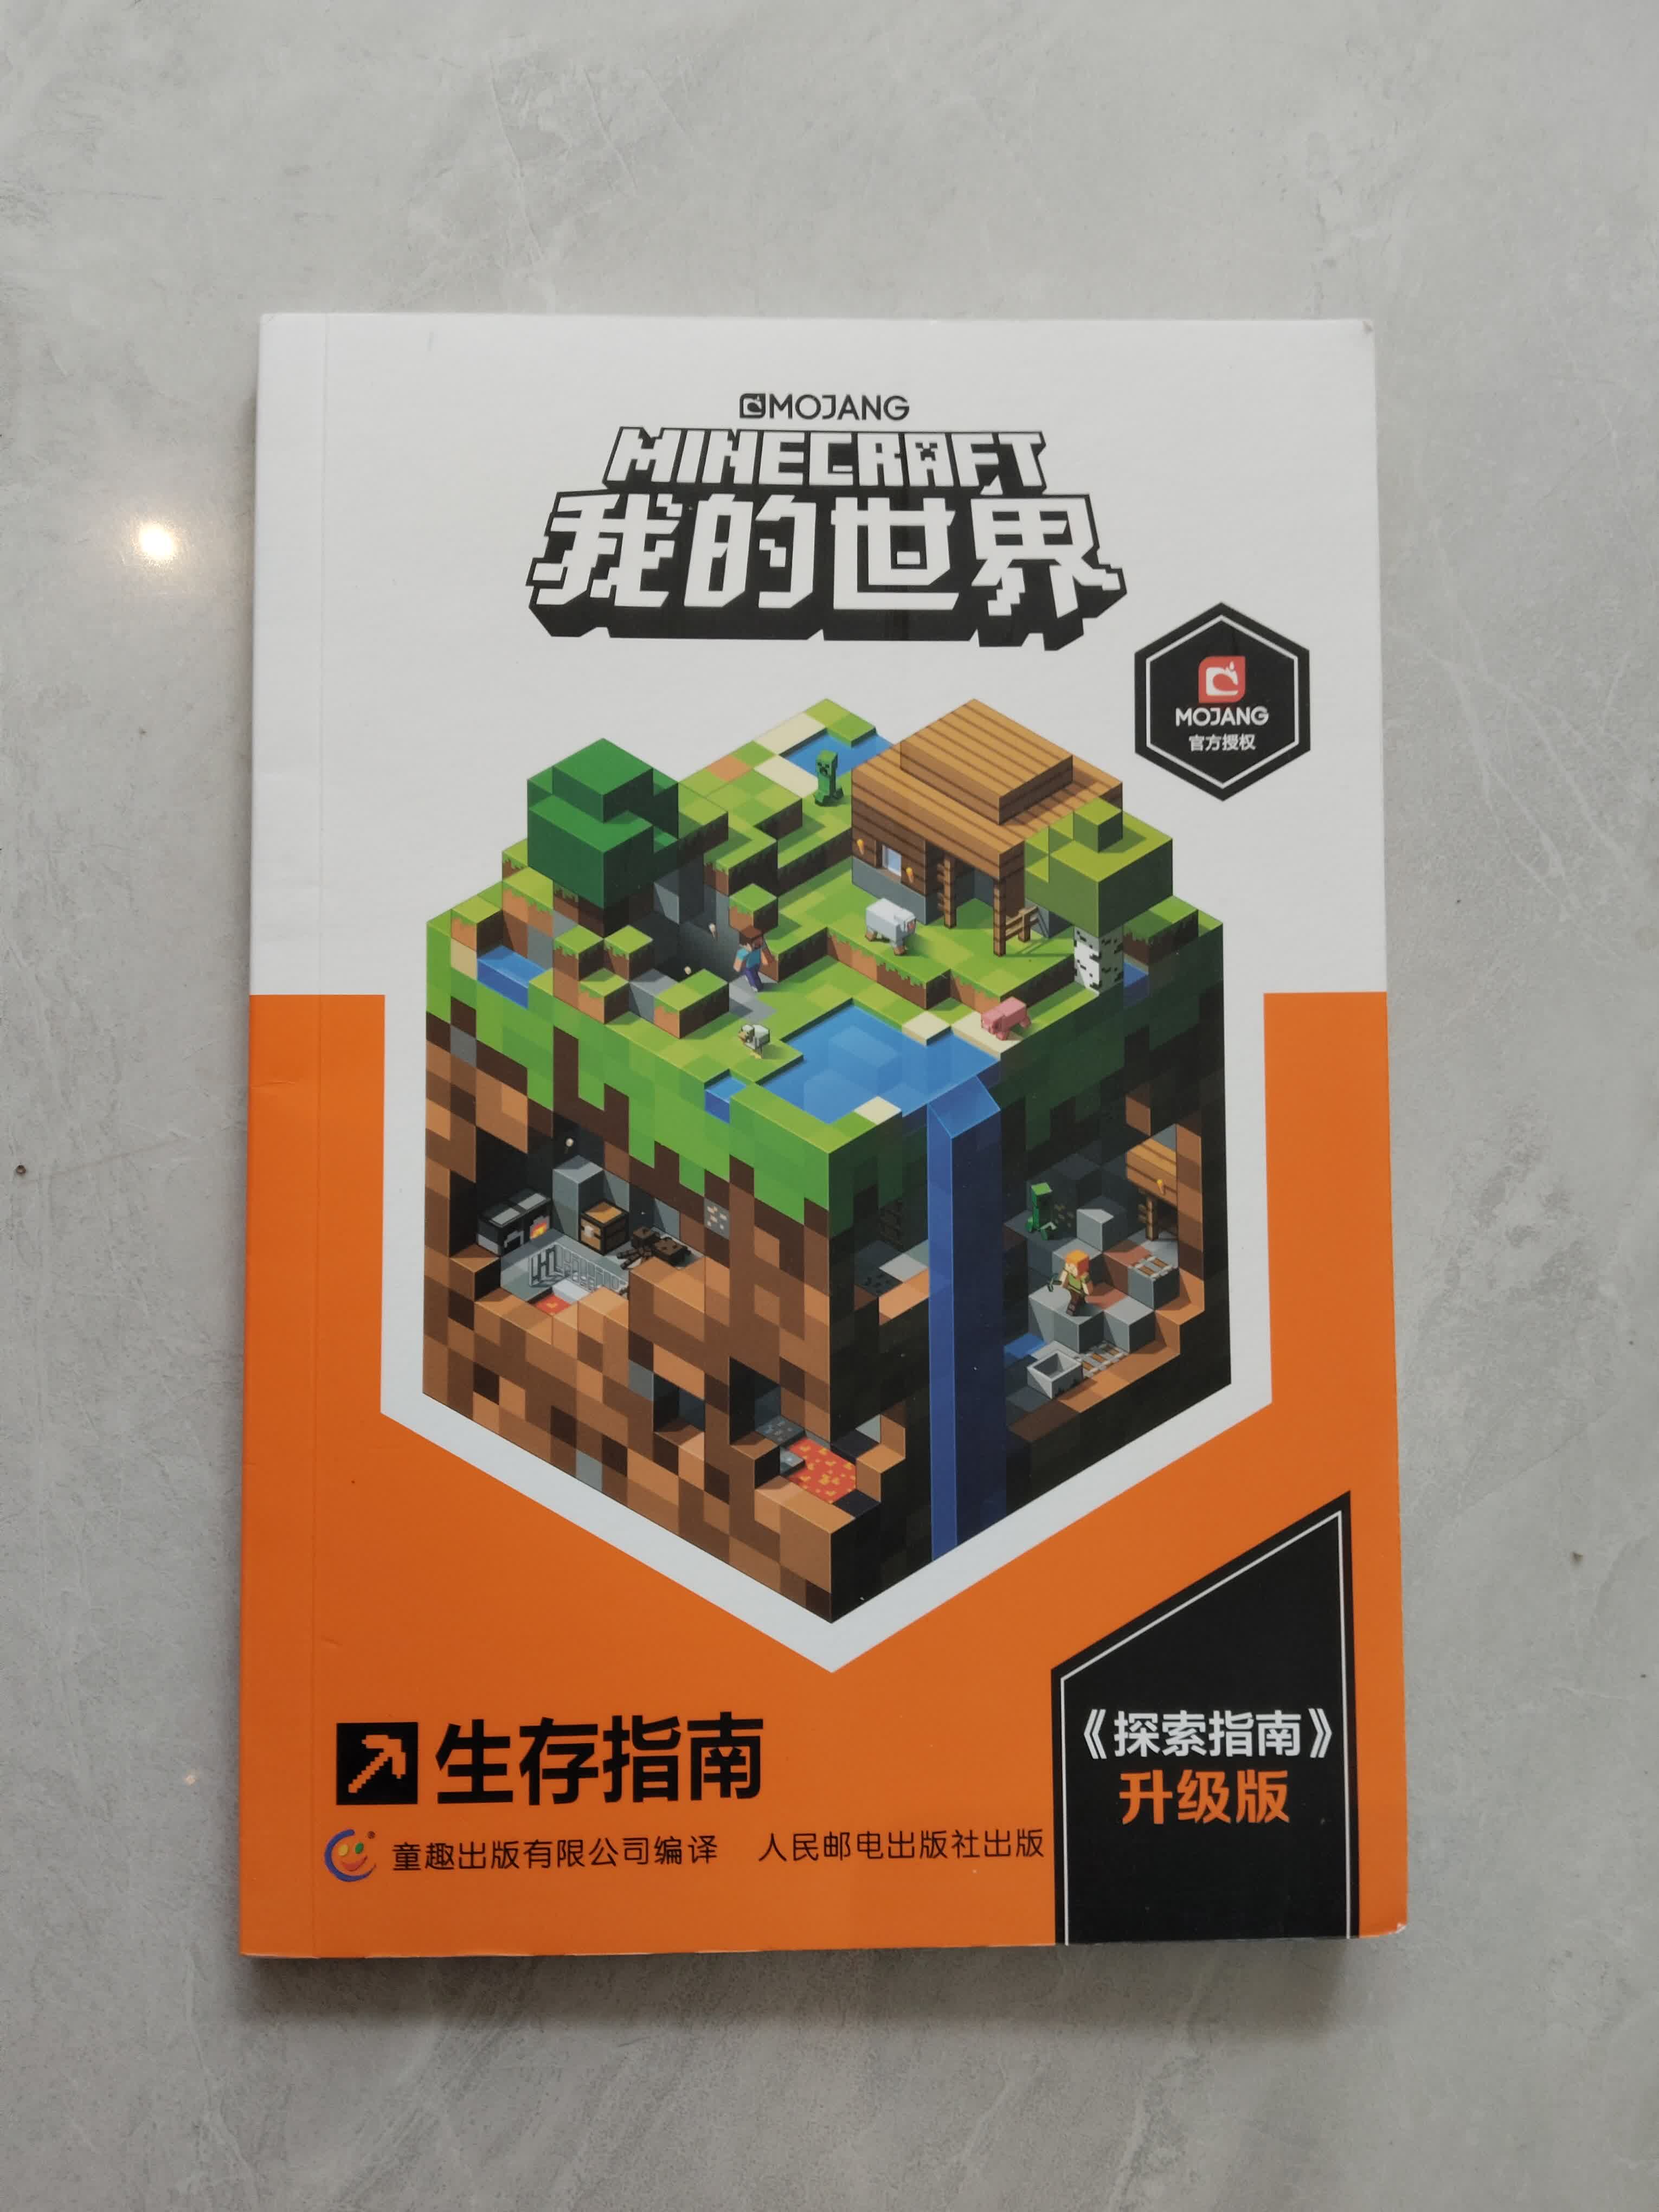 MOJANG
MINECRAFT
我的世界
MOJANG
官方授权
生存指南
《探索指南》
升级版
童趣出版有限公司编译 人民邮电出版社出版